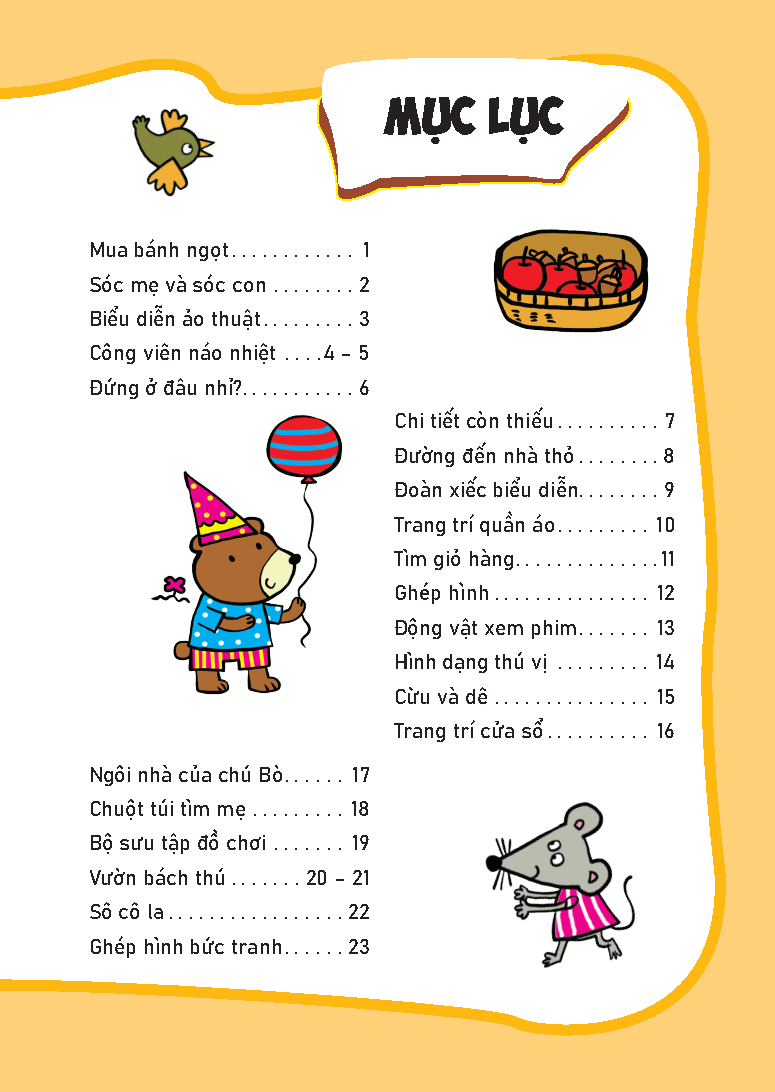 MỤC LỤC
Mua bánh ngọt............ 1
Sóc mẹ và sóc con ........ 2
Biểu diễn ảo thuật......... 3
Công viên náo nhiệt ....4 – 5
Đứng ở đâu nhỉ?........... 6
Chi tiết còn thiếu.......... 7
Đường đến nhà thỏ........ 8
Đoàn xiếc biểu diễn........ 9
Trang trí quần áo......... 10
Tìm giỏ hàng..............11
Ghép hình ............... 12
Động vật xem phim....... 13
Hình dạng thú vị ......... 14
Cừu và dê ............... 15
Trang trí cửa sổ.......... 16
Ngôi nhà của chú Bò...... 17
Chuột túi tìm mẹ ......... 18
Bộ sưu tập đồ chơi ....... 19
Vườn bách thú ....... 20 – 21
Sô cô la................. 22
Ghép hình bức tranh...... 23